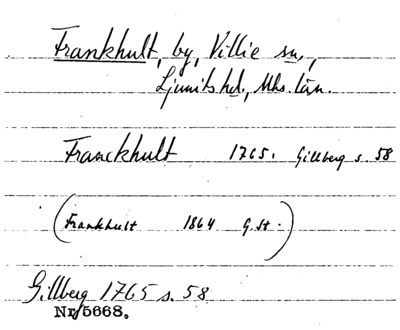 Frankhult, by, Villie sn,
Ljunits hd., Mhs. län.
Franckhult 1765. Gillberg s. 58
(Frankhult 1864 G.St.)
Gillberg 1765 s. 58
Nr/5668.